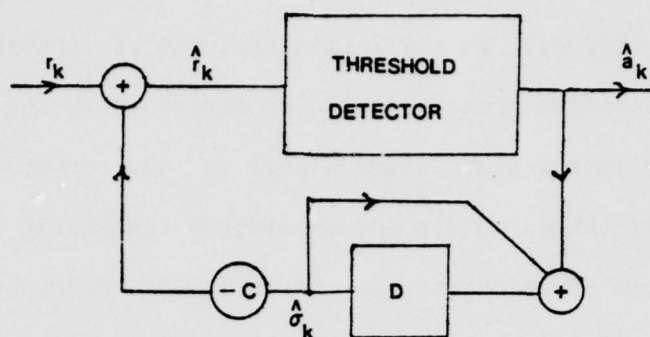 r_k
+
r̂_k
THRESHOLD
DETECTOR
â_k
- C
σ̂_k
D
+